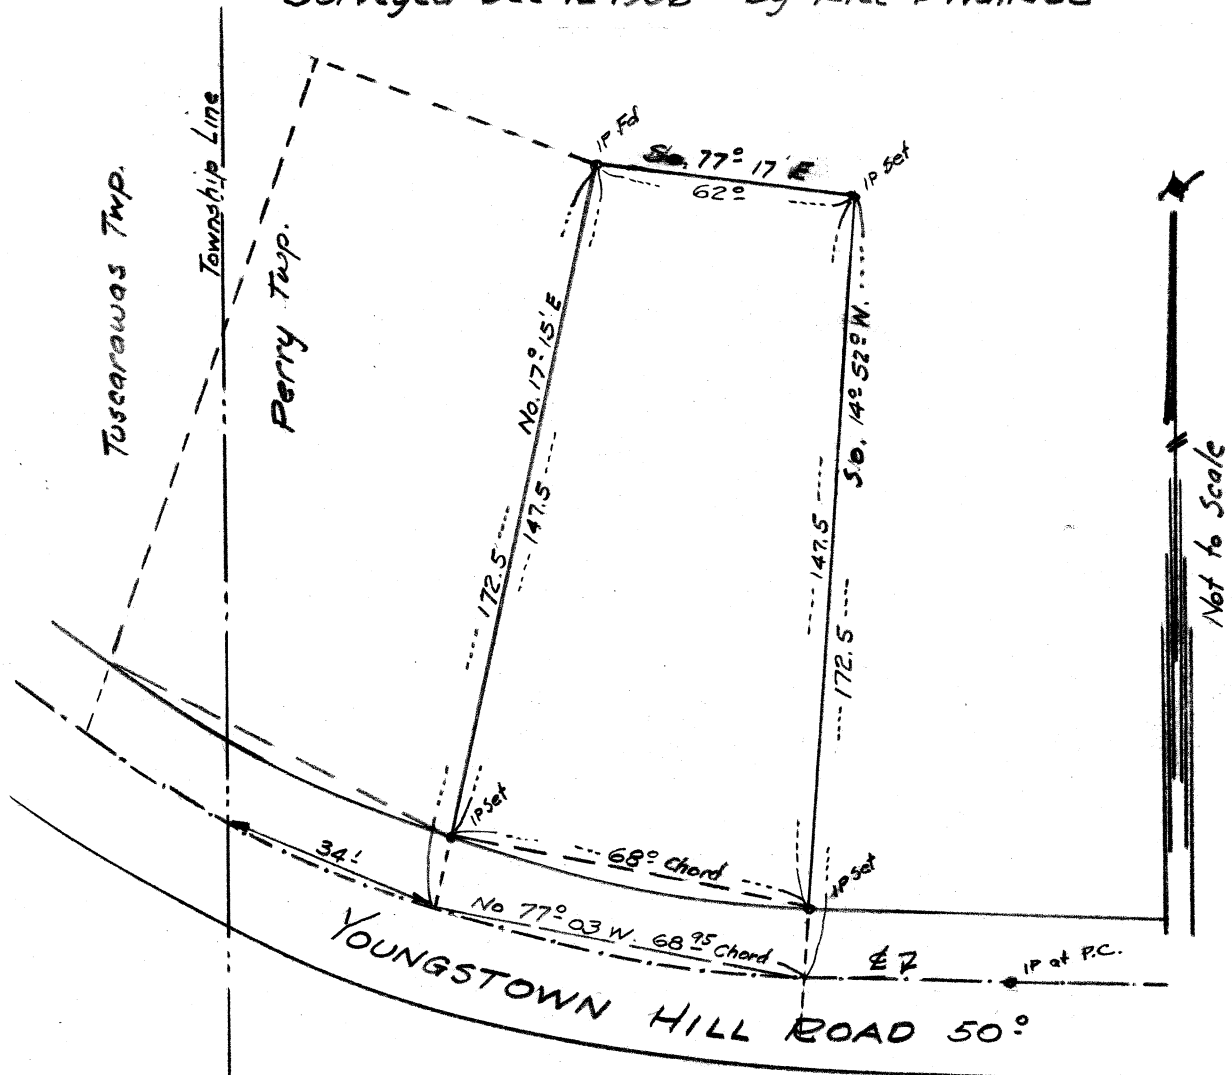 Surveyed
Township Line
Tuscarawas Twp.
Perry Twp.
IP Fd
So. 77° 17' E
62°
IP Set
No. 17° 15' E
So. 14° 52° W.
147.5
172.5
147.5
172.5
Not to Scale
IP Set
68° Chord
IP Set
34'
No 77° 03 W. 68 95 Chord
IP at P.C.
YOUNGSTOWN HILL ROAD 50°